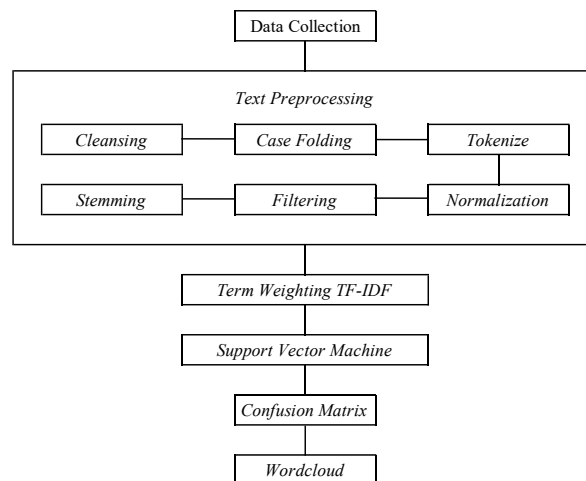 Data Collection
Text Preprocessing
Cleansing
Case Folding
Tokenize
Stemming
Filtering
Normalization
Term Weighting TF-IDF
Support Vector Machine
Confusion Matrix
Wordcloud